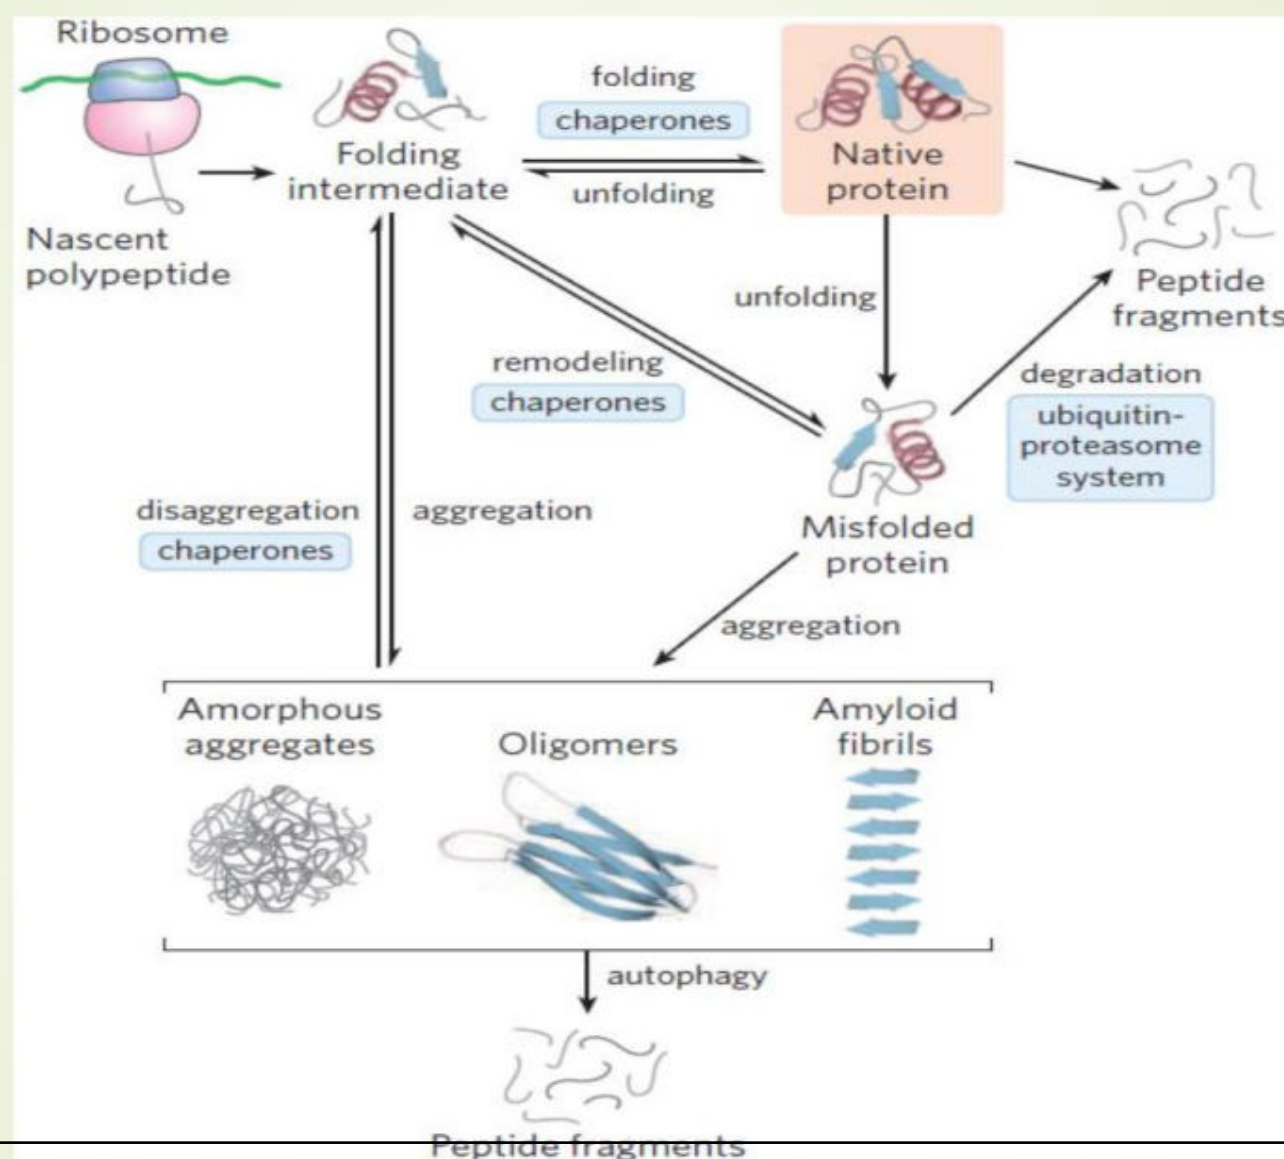 Ribosome
folding
chaperones
Folding
intermediate
Native
protein
unfolding
Nascent
polypeptide
Peptide
fragments
unfolding
remodeling
chaperones
degradation
ubiquitin-
proteasome
system
disaggregation
chaperones
aggregation
Misfolded
protein
aggregation
Amorphous
aggregates
Oligomers
Amyloid
fibrils
autophagy
Peptide fragments